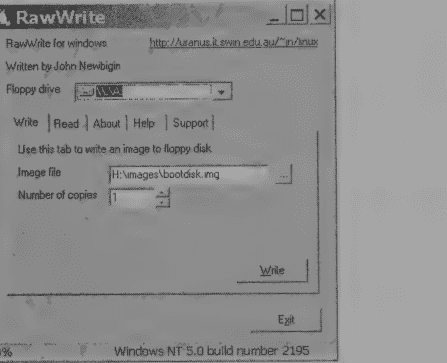 RawWrite
RawWrite for windows http://uranus.it.swin.edu.au/~jn/linux
Written by John Newbigin
Floppy drive
Write Read About Help Support
Use this tab to write an image to floppy disk
Image file H:\images\bootdisk.img ...
Number of copies 1
Write
Exit
% Windows NT 5.0 build number 2195